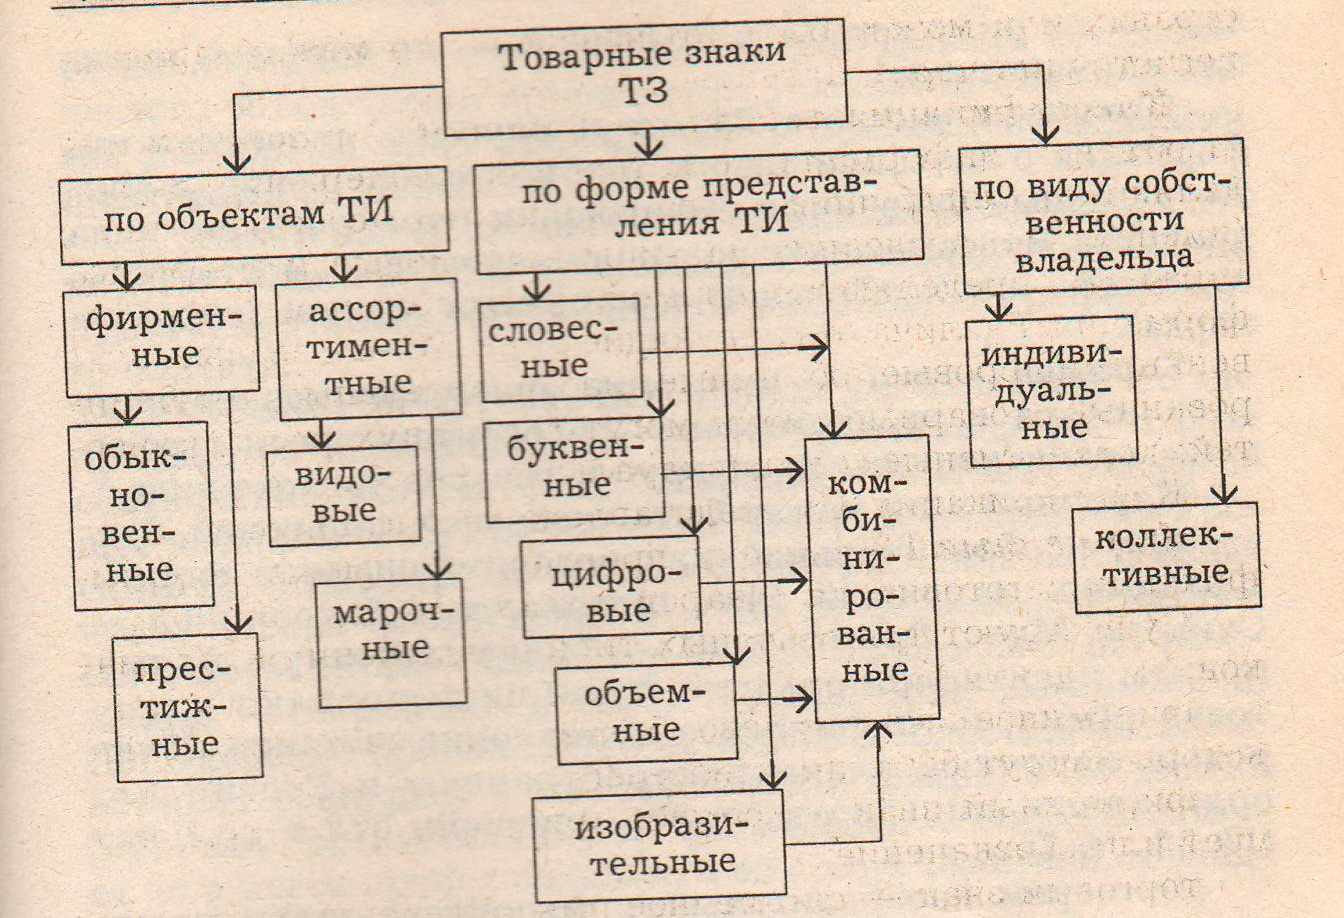 Товарные знаки
ТЗ
по объектам ТИ
по форме представ-
ления ТИ
по виду собст-
венности
владельца
фирмен-
ные
ассор-
тимен-
тные
обык-
но-
вен-
ные
видо-
вые
прес-
тиж-
ные
мароч-
ные
словес-
ные
буквен-
ные
цифро-
вые
объем-
ные
изобрази-
тельные
ком-
би-
ни-
ро-
ван-
ные
индиви-
дуаль-
ные
коллек-
тивные